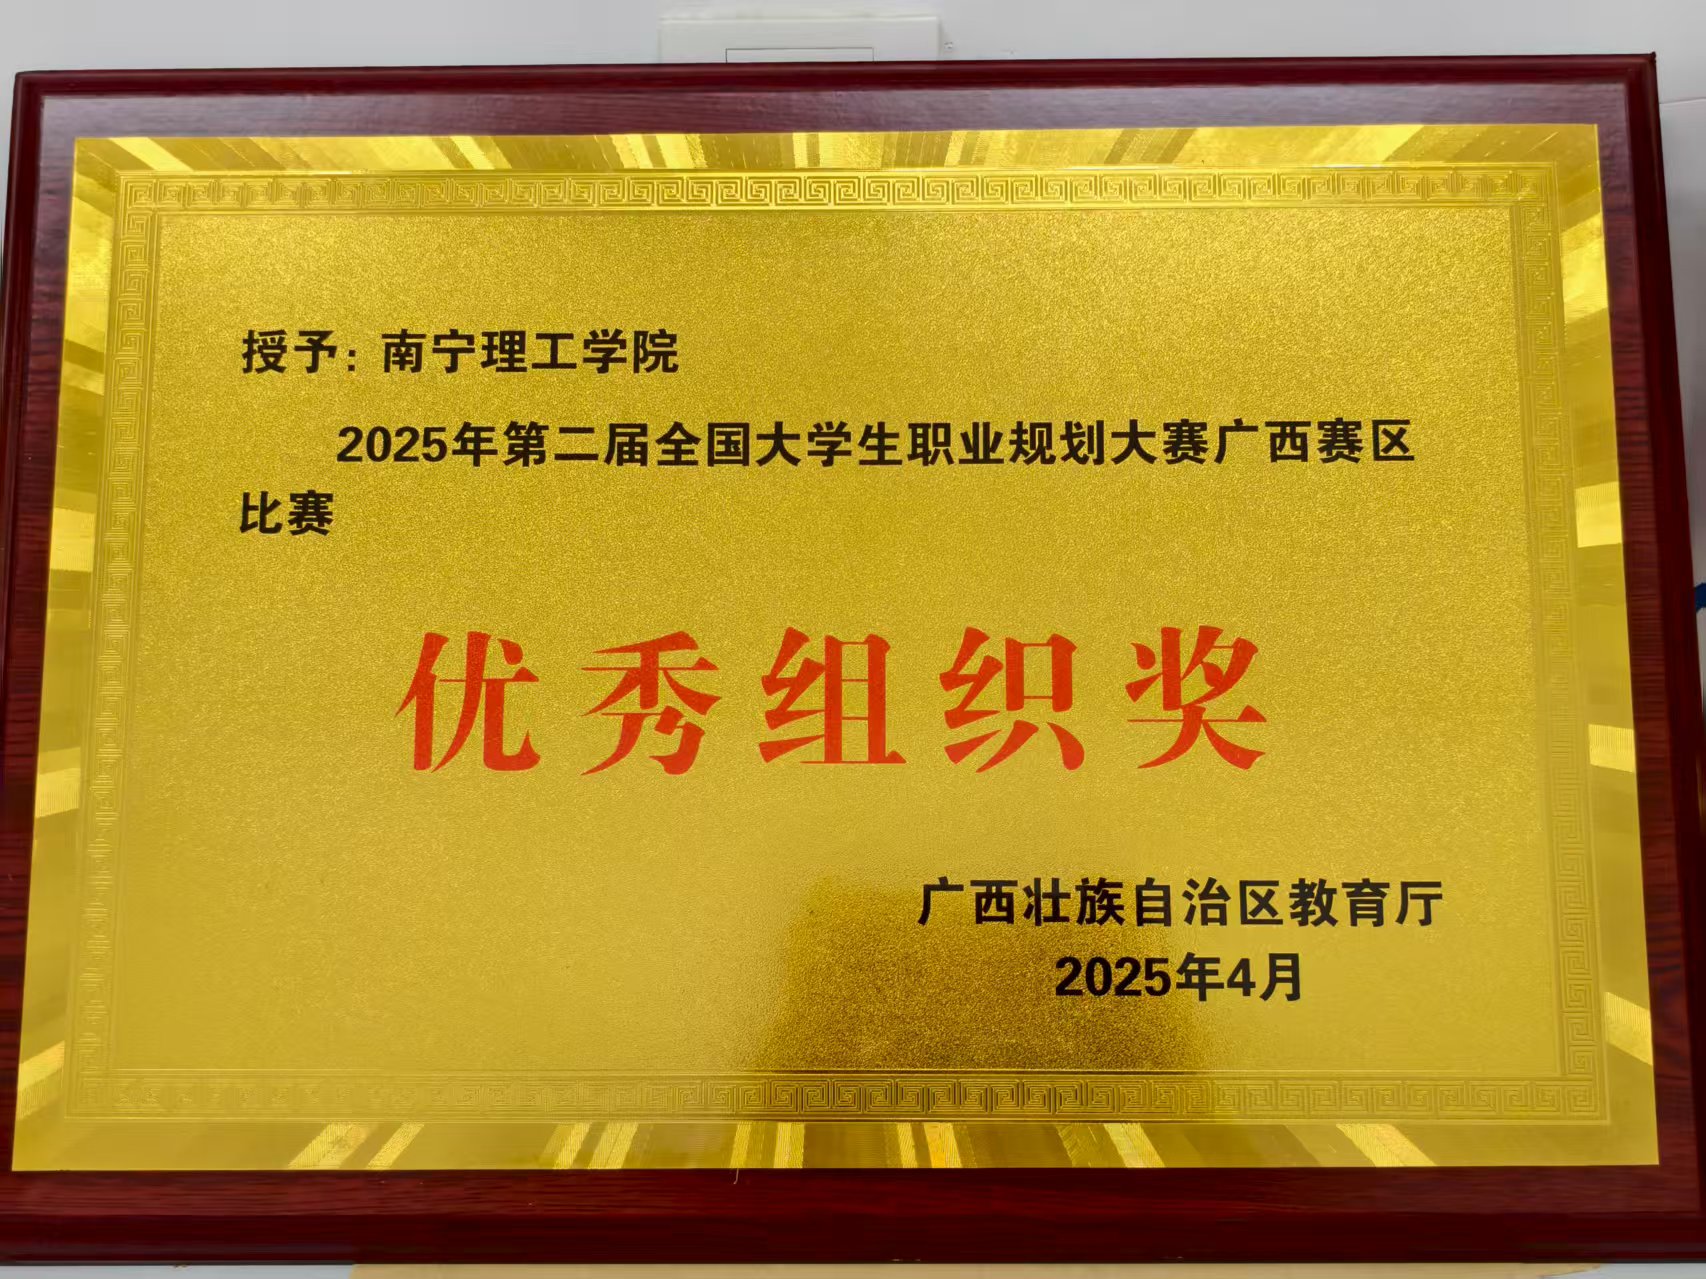 授予：南宁理工学院
2025年第二届全国大学生职业规划大赛广西赛区
比赛
优秀组织奖
广西壮族自治区教育厅
2025年4月